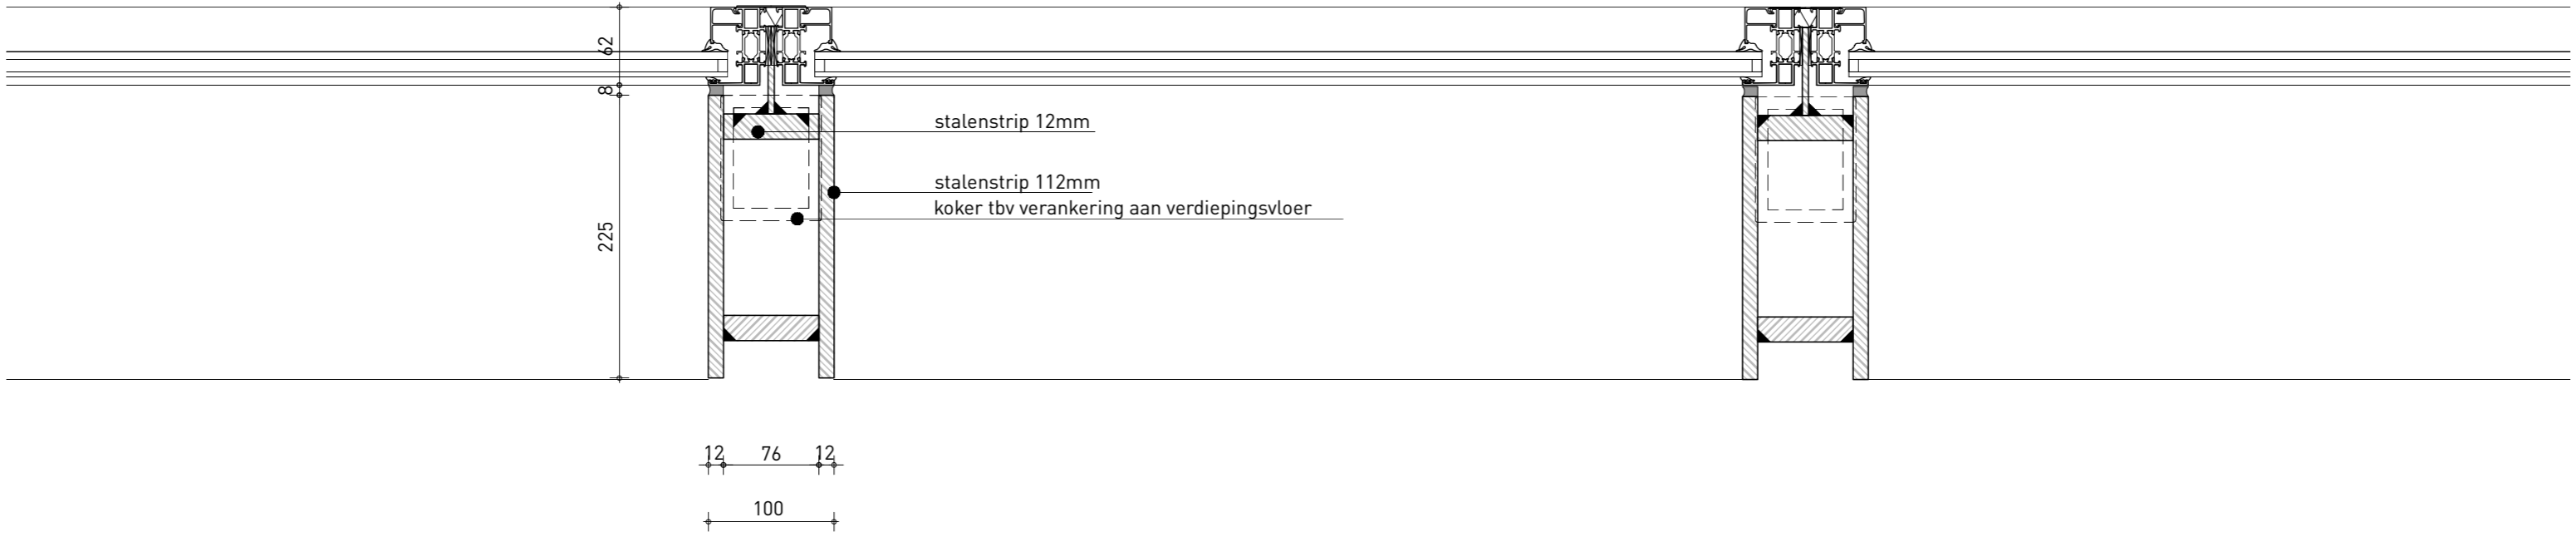 62
8
stalenstrip 12mm
stalenstrip 112mm
koker tbv verankering aan verdiepingsvloer
225
12 76 12
100